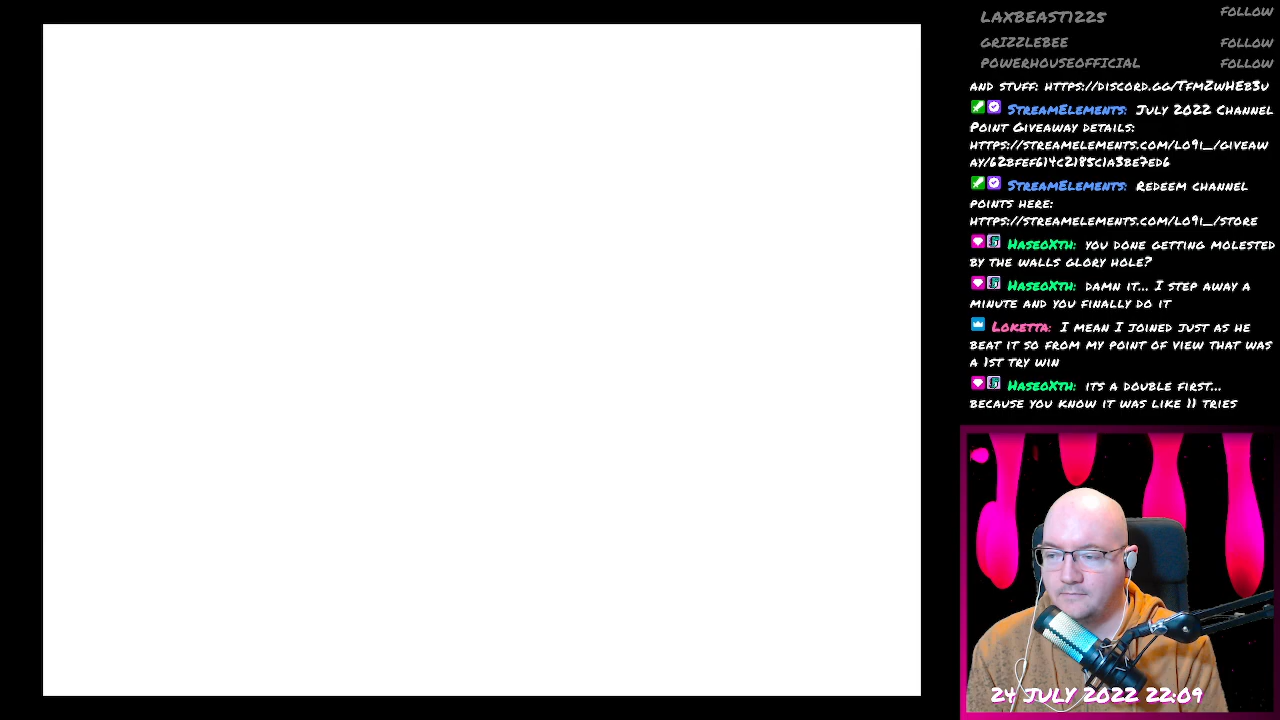 LAXBEAST1225 FOLLOW
GRIZZLEBEE FOLLOW
POWERHOUSEOFFICIAL FOLLOW
AND STUFF: HTTPS://DISCORD.GG/TFMZWHEB3U
STREAMELEMENTS: JULY 2022 CHANNEL
POINT GIVEAWAY DETAILS:
HTTPS://STREAMELEMENTS.COM/LO9I_/GIVEAW
AY/62BFEF614C2185C1A3BE7ED6
STREAMELEMENTS: REDEEM CHANNEL
POINTS HERE:
HTTPS://STREAMELEMENTS.COM/LO9I_/STORE
HASEOXTH: YOU DONE GETTING MOLESTED
BY THE WALLS GLORY HOLE?
HASEOXTH: DAMN IT... I STEP AWAY A
MINUTE AND YOU FINALLY DO IT
LOKETTA: I MEAN I JOINED JUST AS HE
BEAT IT SO FROM MY POINT OF VIEW THAT WAS
A 1ST TRY WIN
HASEOXTH: ITS A DOUBLE FIRST...
BECAUSE YOU KNOW IT WAS LIKE 11 TRIES
24 JULY 2022 22:09